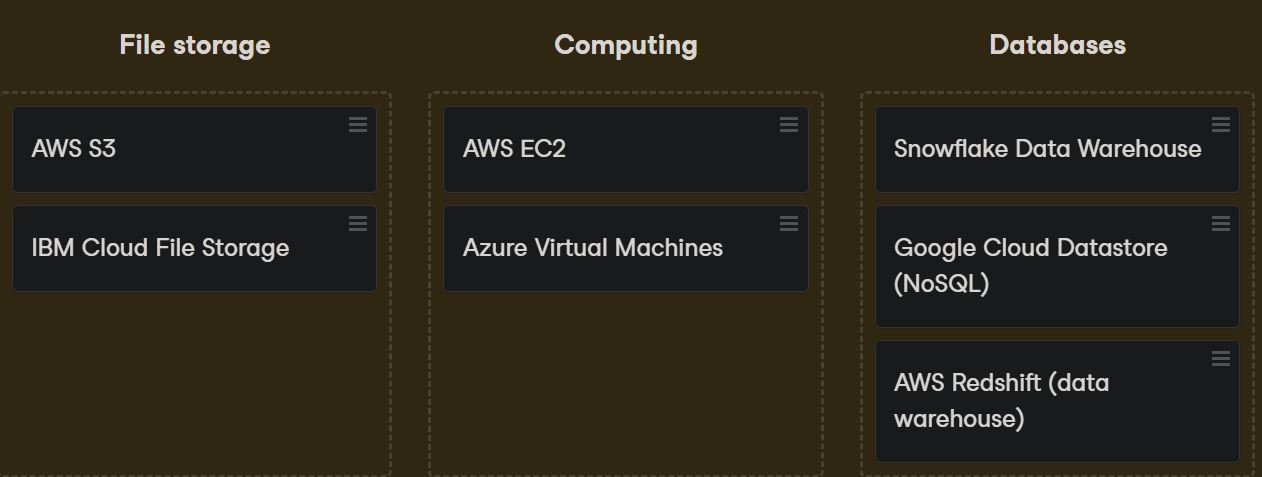 File storage
AWS S3
IBM Cloud File Storage
Computing
AWS EC2
Azure Virtual Machines
Databases
Snowflake Data Warehouse
Google Cloud Datastore
(NoSQL)
AWS Redshift (data
warehouse)